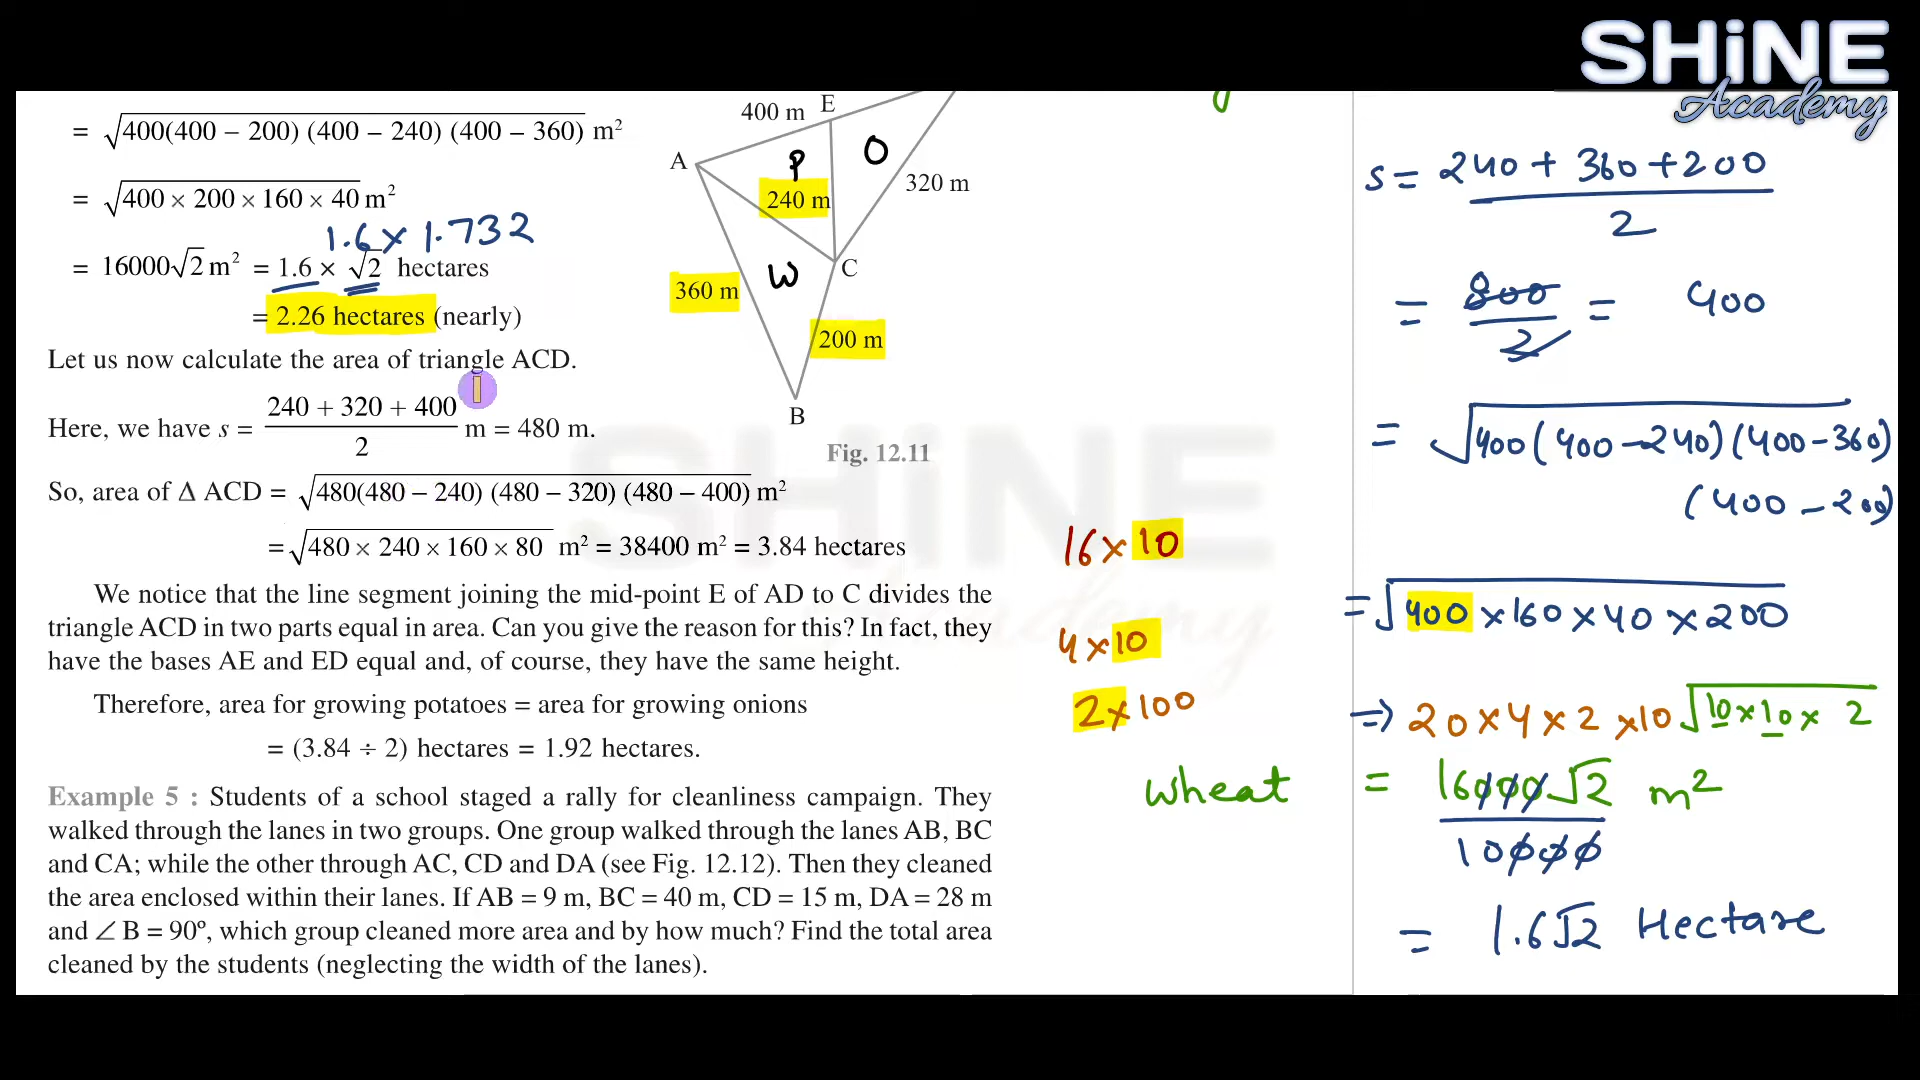 SHiNE
Academy
= √400(400 – 200) (400 – 240) (400 – 360) m²
= √400 × 200 × 160 × 40 m²
1.6 × 1.732
= 16000√2 m² = 1.6 × √2 hectares
= 2.26 hectares (nearly)
Let us now calculate the area of triangle ACD.
Here, we have s = (240 + 320 + 400)/2 m = 480 m.
So, area of Δ ACD = √480(480 – 240) (480 – 320) (480 – 400) m²
= √480 × 240 × 160 × 80 m² = 38400 m² = 3.84 hectares
We notice that the line segment joining the mid-point E of AD to C divides the
triangle ACD in two parts equal in area. Can you give the reason for this? In fact, they
have the bases AE and ED equal and, of course, they have the same height.
Therefore, area for growing potatoes = area for growing onions
= (3.84 ÷ 2) hectares = 1.92 hectares.
Example 5 : Students of a school staged a rally for cleanliness campaign. They
walked through the lanes in two groups. One group walked through the lanes AB, BC
and CA; while the other through AC, CD and DA (see Fig. 12.12). Then they cleaned
the area enclosed within their lanes. If AB = 9 m, BC = 40 m, CD = 15 m, DA = 28 m
and ∠ B = 90º, which group cleaned more area and by how much? Find the total area
cleaned by the students (neglecting the width of the lanes).
400 m E
A P O
240 m 320 m
W C
360 m
200 m
B
Fig. 12.11
SHiNE
Academy
16 × 10
4 × 10
2 × 100
wheat
s = (240 + 360 + 200)/2
= 800/2 = 400
= √400(400 – 240)(400 – 360)
(400 – 200)
= √400 × 160 × 40 × 200
⇒ 20 × 4 × 2 × 10 √10 × 10 × 2
= 16000√2/10000 m²
= 1.6√2 Hectare